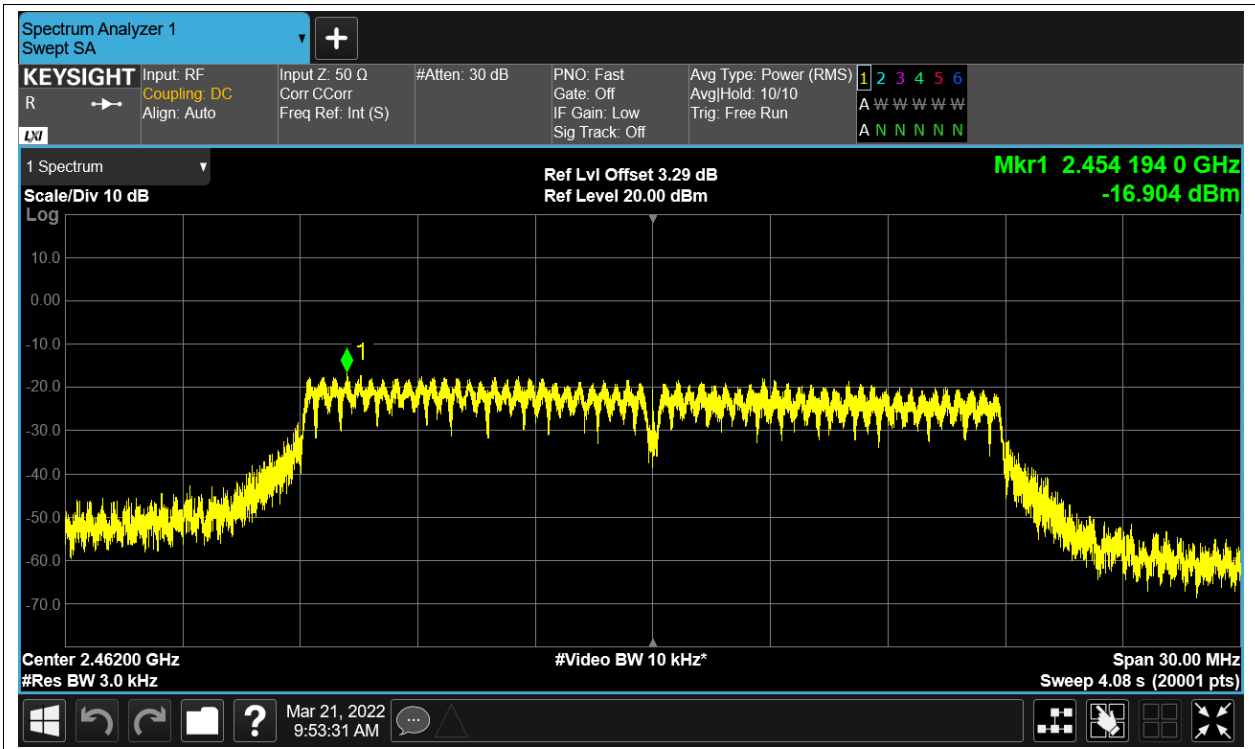 Spectrum Analyzer 1
Swept SA
KEYSIGHT
R
LXI
Input: RF
Coupling: DC
Align: Auto
Input Z: 50 Ω
Corr CCorr
Freq Ref: Int (S)
#Atten: 30 dB
PNO: Fast
Gate: Off
IF Gain: Low
Sig Track: Off
Avg Type: Power (RMS)
Avg|Hold: 10/10
Trig: Free Run
1 2 3 4 5 6
A W W W W W
A N N N N N
1 Spectrum
Scale/Div 10 dB
Log
Ref Lvl Offset 3.29 dB
Ref Level 20.00 dBm
Mkr1 2.454 194 0 GHz
-16.904 dBm
10.0
0.00
-10.0
1
-20.0
-30.0
-40.0
-50.0
-60.0
-70.0
Center 2.46200 GHz
#Res BW 3.0 kHz
#Video BW 10 kHz*
Span 30.00 MHz
Sweep 4.08 s (20001 pts)
?
Mar 21, 2022
9:53:31 AM